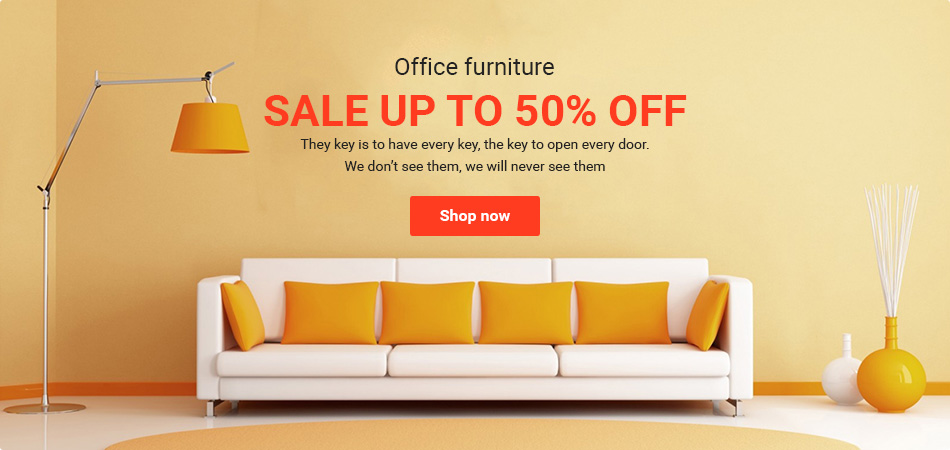 Office furniture
SALE UP TO 50% OFF
They key is to have every key, the key to open every door.
We don’t see them, we will never see them
Shop now